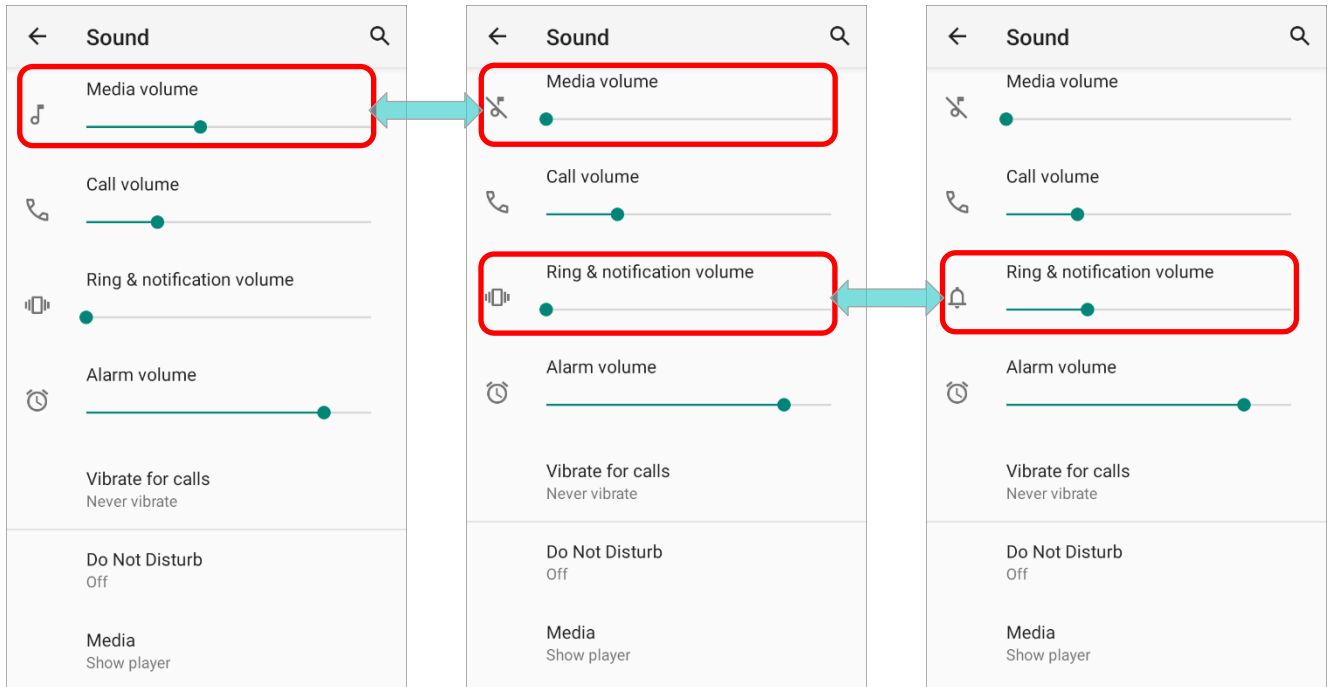 Sound
Media volume
Call volume
Ring & notification volume
Alarm volume
Vibrate for calls
Never vibrate
Do Not Disturb
Off
Media
Show player
Sound
Media volume
Call volume
Ring & notification volume
Alarm volume
Vibrate for calls
Never vibrate
Do Not Disturb
Off
Media
Show player
Sound
Media volume
Call volume
Ring & notification volume
Alarm volume
Vibrate for calls
Never vibrate
Do Not Disturb
Off
Media
Show player